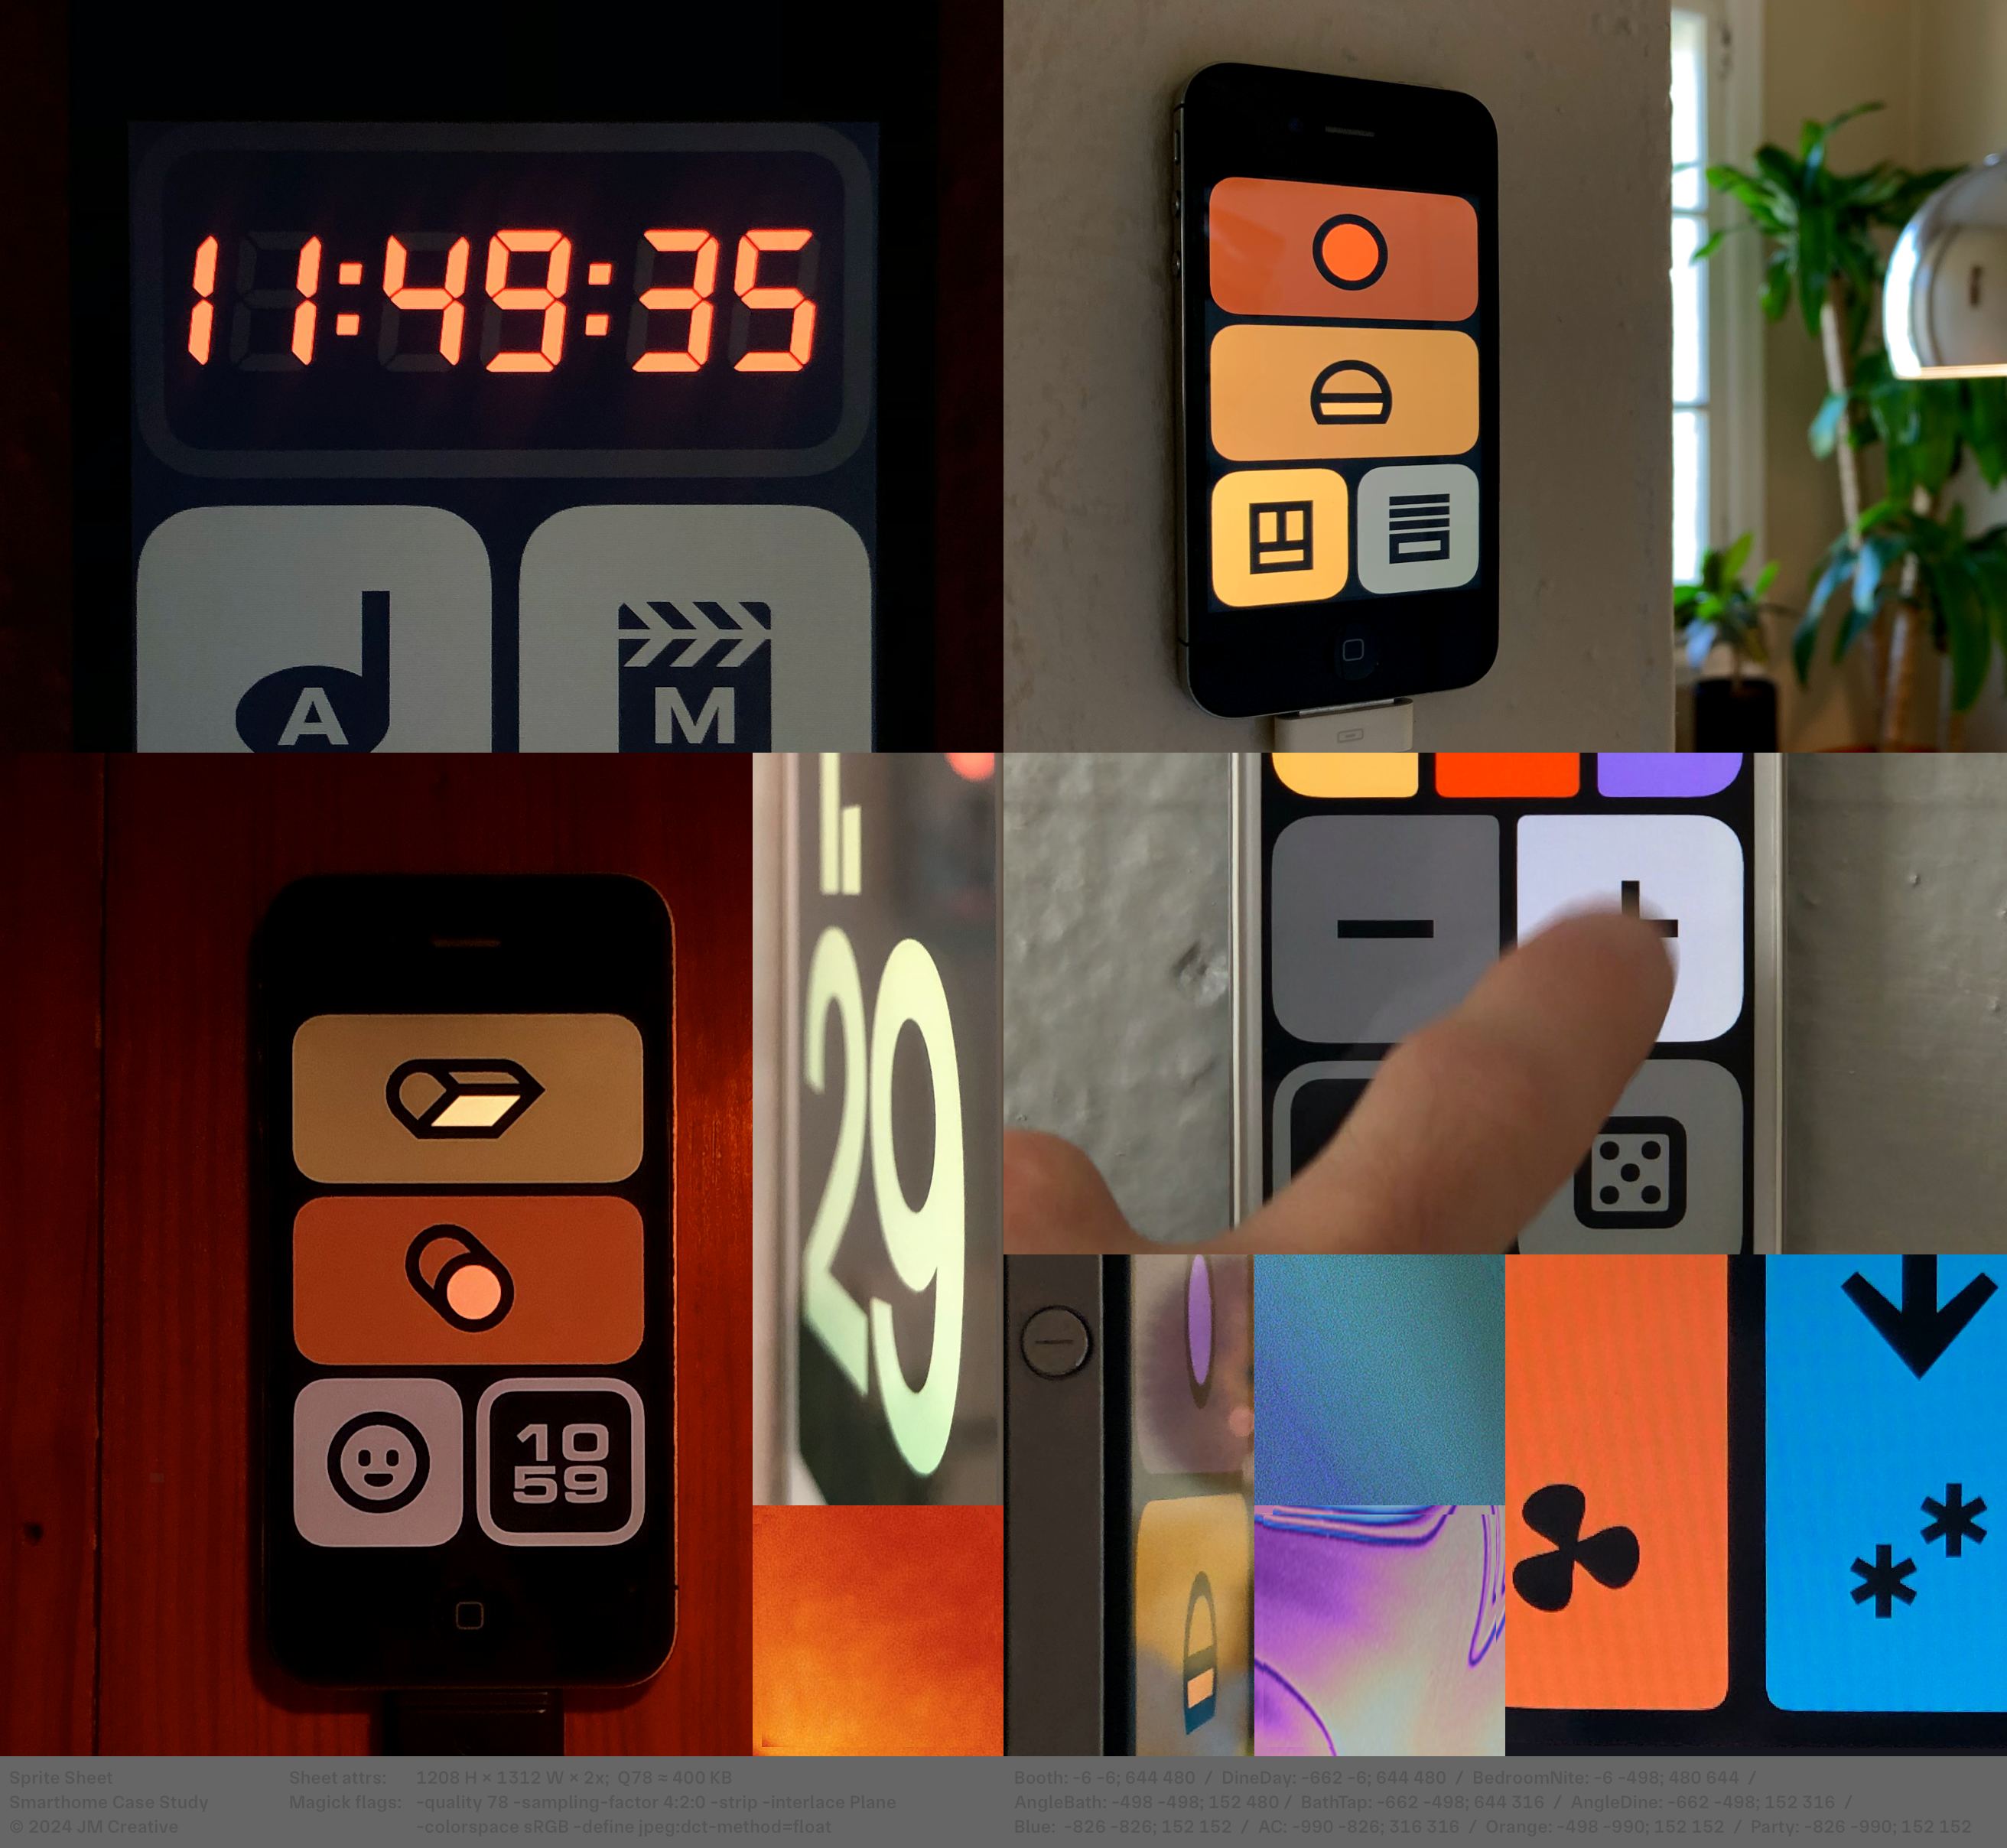 11:49:35
A
M
10
59
29
Sprite Sheet
Smarthome Case Study
© 2024 JM Creative
Sheet attrs: 1208 H × 1312 W × 2x; Q78 ≈ 400 KB
Magick flags: -quality 78 -sampling-factor 4:2:0 -strip -interlace Plane
-colorspace sRGB -define jpeg:dct-method=float
Booth: -6 -6; 644 480 / DineDay: -662 -6; 644 480 / BedroomNite: -6 -498; 480 644 /
AngleBath: -498 -498; 152 480 / BathTap: -662 -498; 644 316 / AngleDine: -662 -498; 152 316 /
Blue: -826 -826; 152 152 / AC: -990 -826; 316 316 / Orange: -498 -990; 152 152 / Party: -826 -990; 152 152 /